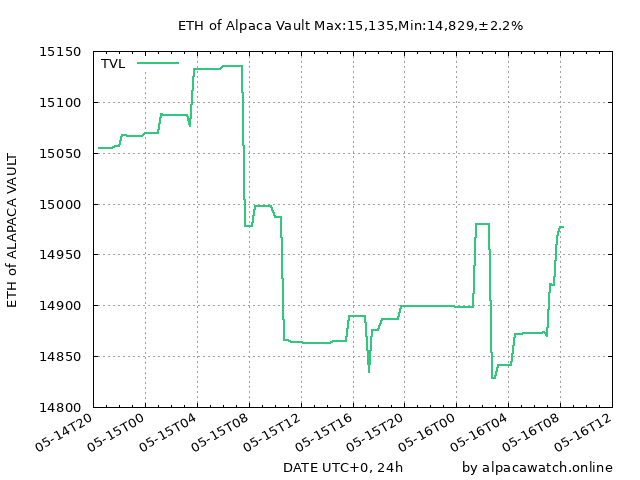 ETH of Alpaca Vault Max:15,135,Min:14,829,±2.2%
TVL
15150
15100
15050
15000
14950
14900
14850
14800
ETH of ALAPACA VAULT
05-14T20
05-15T00
05-15T04
05-15T08
05-15T12
05-15T16
05-15T20
05-16T00
05-16T04
05-16T08
05-16T12
DATE UTC+0, 24h
by alpacawatch.online